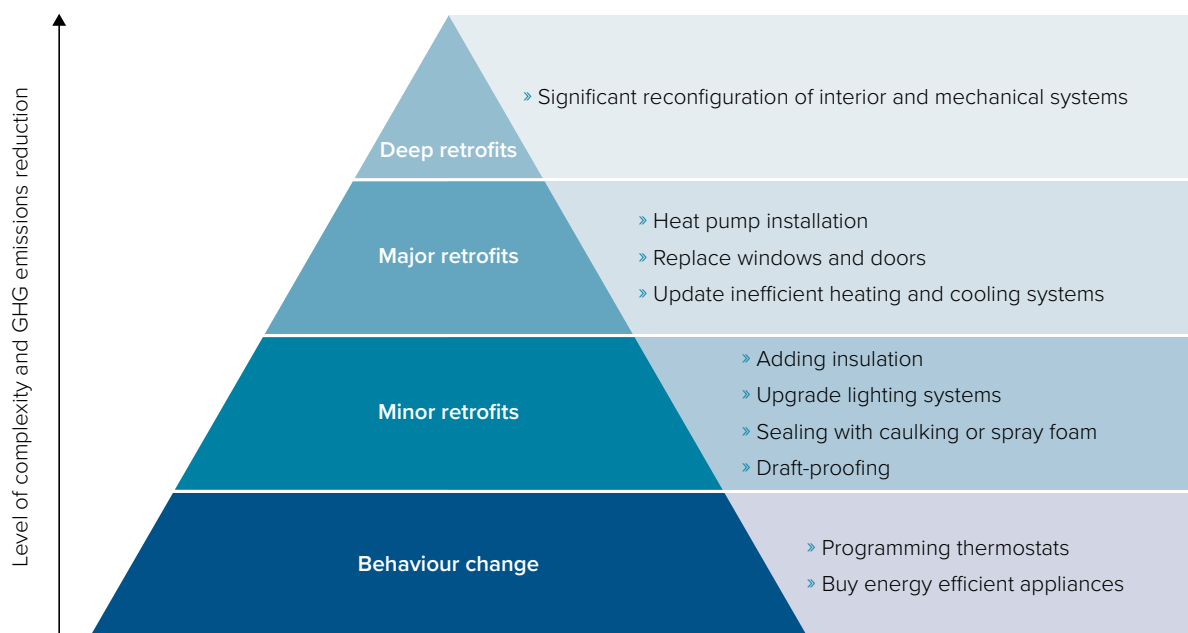 Level of complexity and GHG emissions reduction
» Significant reconfiguration of interior and mechanical systems
Deep retrofits
» Heat pump installation
Major retrofits
» Replace windows and doors
» Update inefficient heating and cooling systems
» Adding insulation
» Upgrade lighting systems
Minor retrofits
» Sealing with caulking or spray foam
» Draft-proofing
» Programming thermostats
Behaviour change
» Buy energy efficient appliances